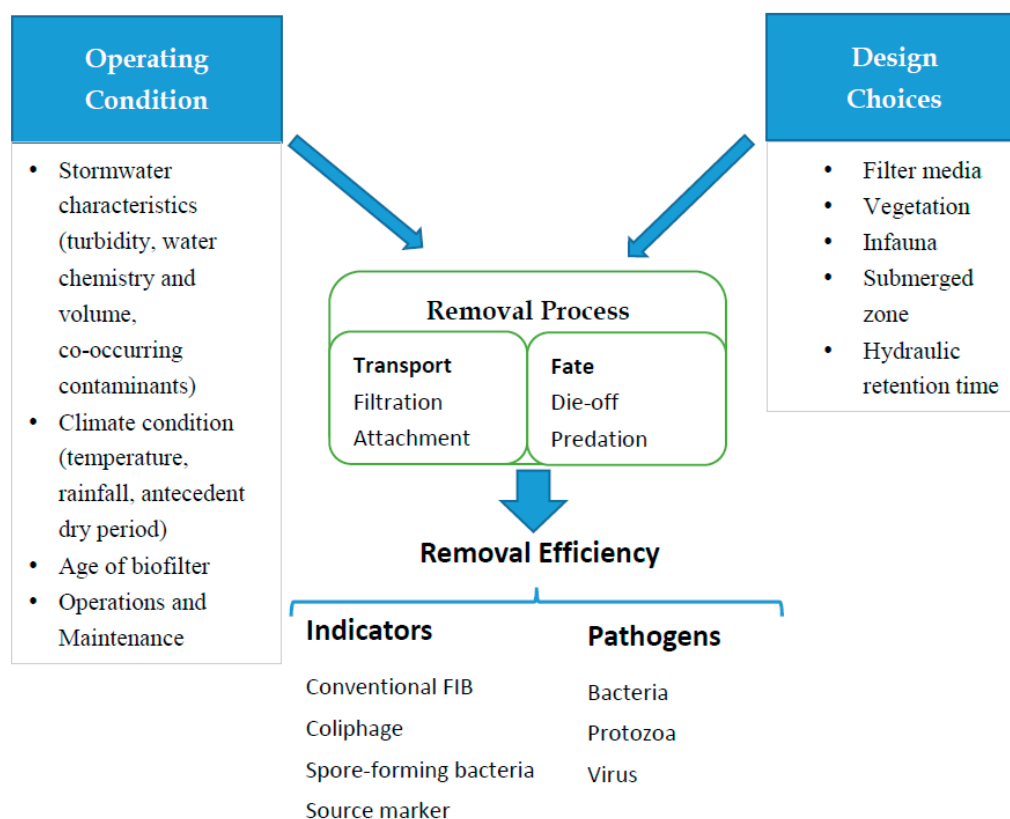 Operating
Condition
• Stormwater
characteristics
(turbidity, water
chemistry and
volume,
co-occurring
contaminants)
• Climate condition
(temperature,
rainfall, antecedent
dry period)
• Age of biofilter
• Operations and
Maintenance
Design
Choices
• Filter media
• Vegetation
• Infauna
• Submerged
zone
• Hydraulic
retention time
Removal Process
Transport
Filtration
Attachment
Fate
Die-off
Predation
Removal Efficiency
Indicators
Conventional FIB
Coliphage
Spore-forming bacteria
Source marker
Pathogens
Bacteria
Protozoa
Virus